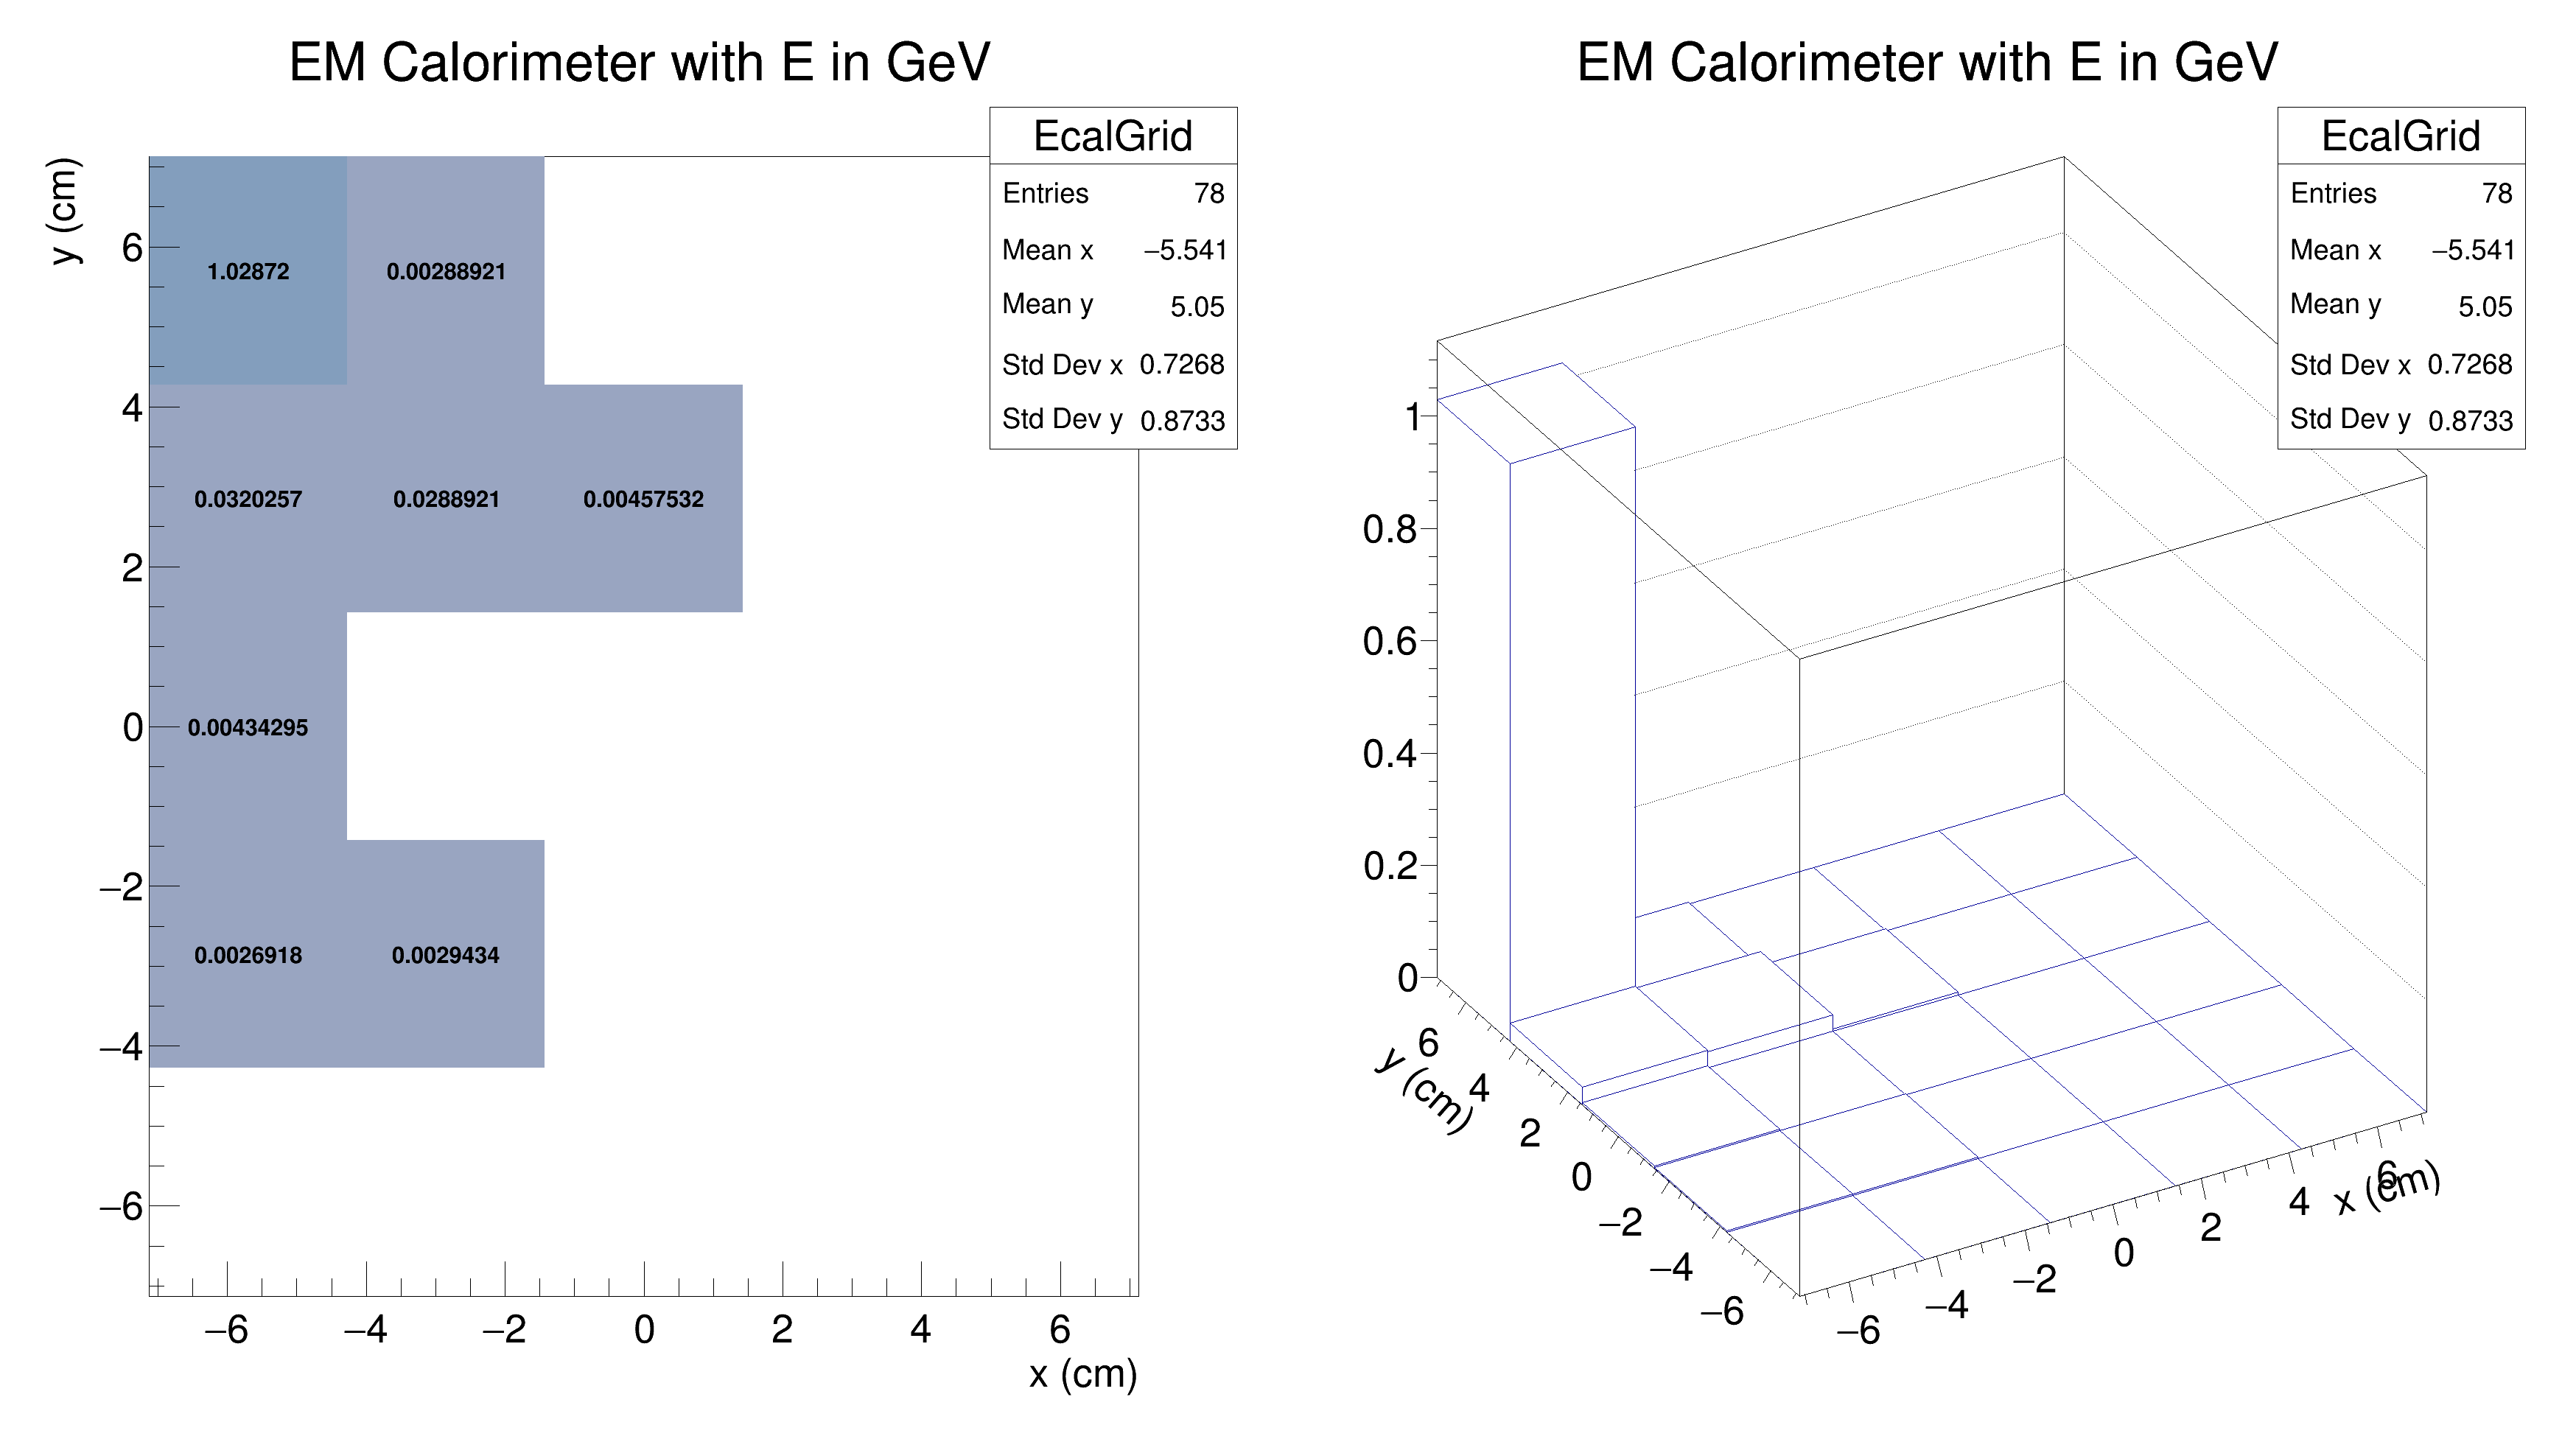 EM Calorimeter with E in GeV
EcalGrid
Entries 78
Mean x −5.541
Mean y 5.05
Std Dev x 0.7268
Std Dev y 0.8733
y (cm)
6
4
2
0
−2
−4
−6
1.02872 0.00288921
0.0320257 0.0288921 0.00457532
0.00434295
0.0026918 0.0029434
−6 −4 −2 0 2 4 6
x (cm)
EM Calorimeter with E in GeV
EcalGrid
Entries 78
Mean x −5.541
Mean y 5.05
Std Dev x 0.7268
Std Dev y 0.8733
1
0.8
0.6
0.4
0.2
0
6
4
2
0
−2
−4
−6
y (cm)
−6 −4 −2 0 2 4 6
x (cm)